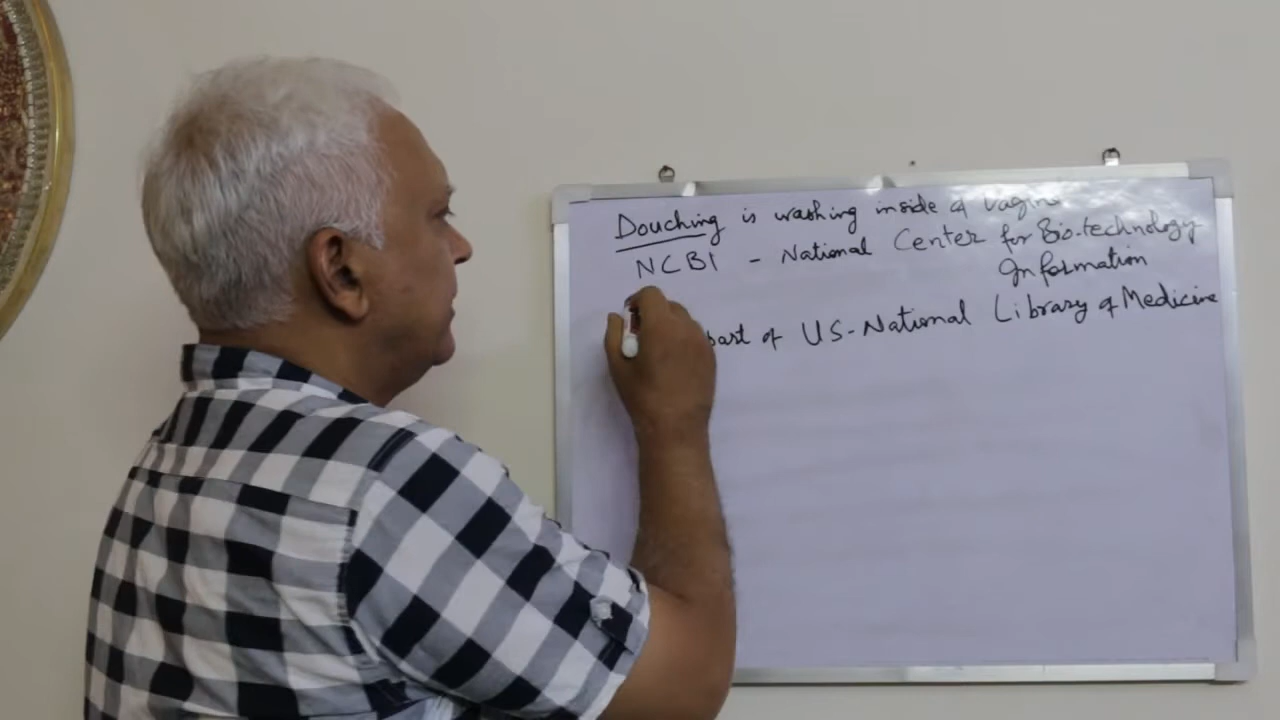 Douching is washing inside of Vagina
NCBI - National Center for Bio-technology
Information
part of US-National Library of Medicine